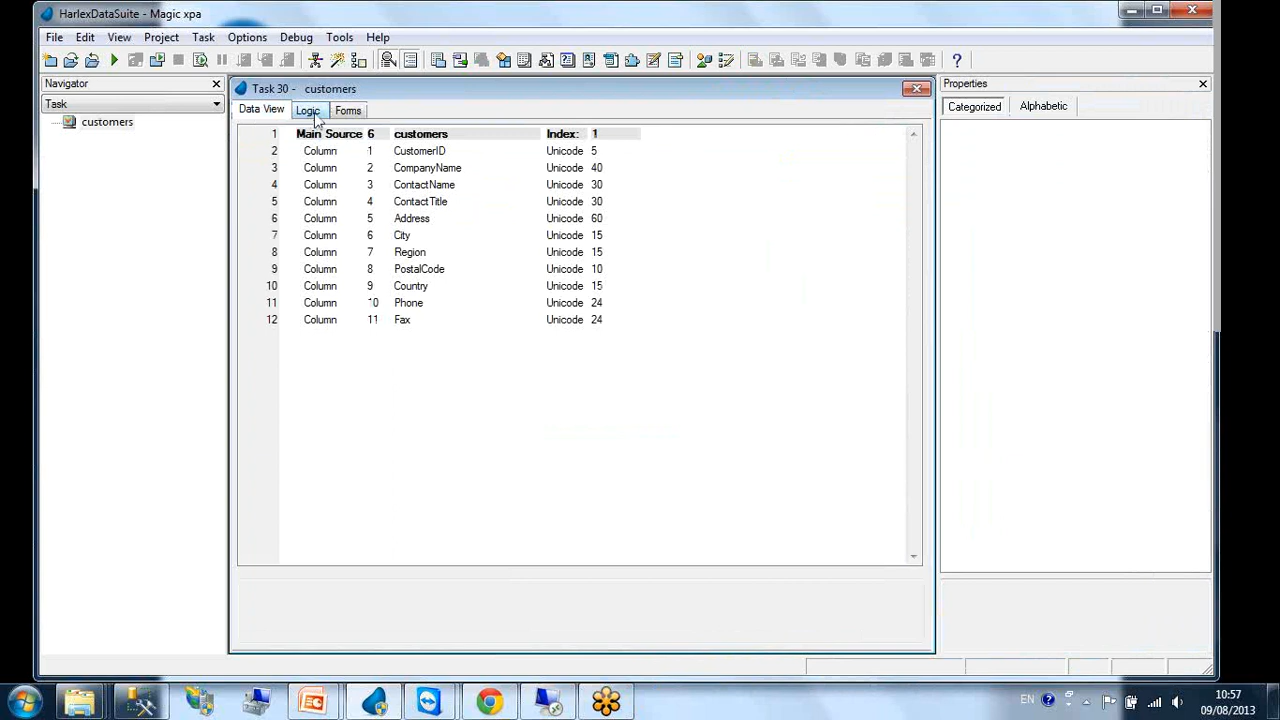 HarlexDataSuite - Magic xpa
File Edit View Project Task Options Debug Tools Help
Navigator
Task
customers
Task 30 - customers
Data View Logic Forms
1 Main Source 6 customers Index: 1
2 Column 1 CustomerID Unicode 5
3 Column 2 CompanyName Unicode 40
4 Column 3 ContactName Unicode 30
5 Column 4 ContactTitle Unicode 30
6 Column 5 Address Unicode 60
7 Column 6 City Unicode 15
8 Column 7 Region Unicode 15
9 Column 8 PostalCode Unicode 10
10 Column 9 Country Unicode 15
11 Column 10 Phone Unicode 24
12 Column 11 Fax Unicode 24
Properties
Categorized Alphabetic
EN
10:57
09/08/2013